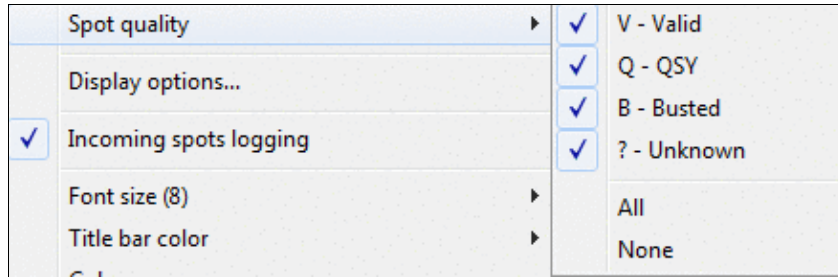 Spot quality
Display options...
Incoming spots logging
Font size (8)
Title bar color
V - Valid
Q - QSY
B - Busted
? - Unknown
All
None